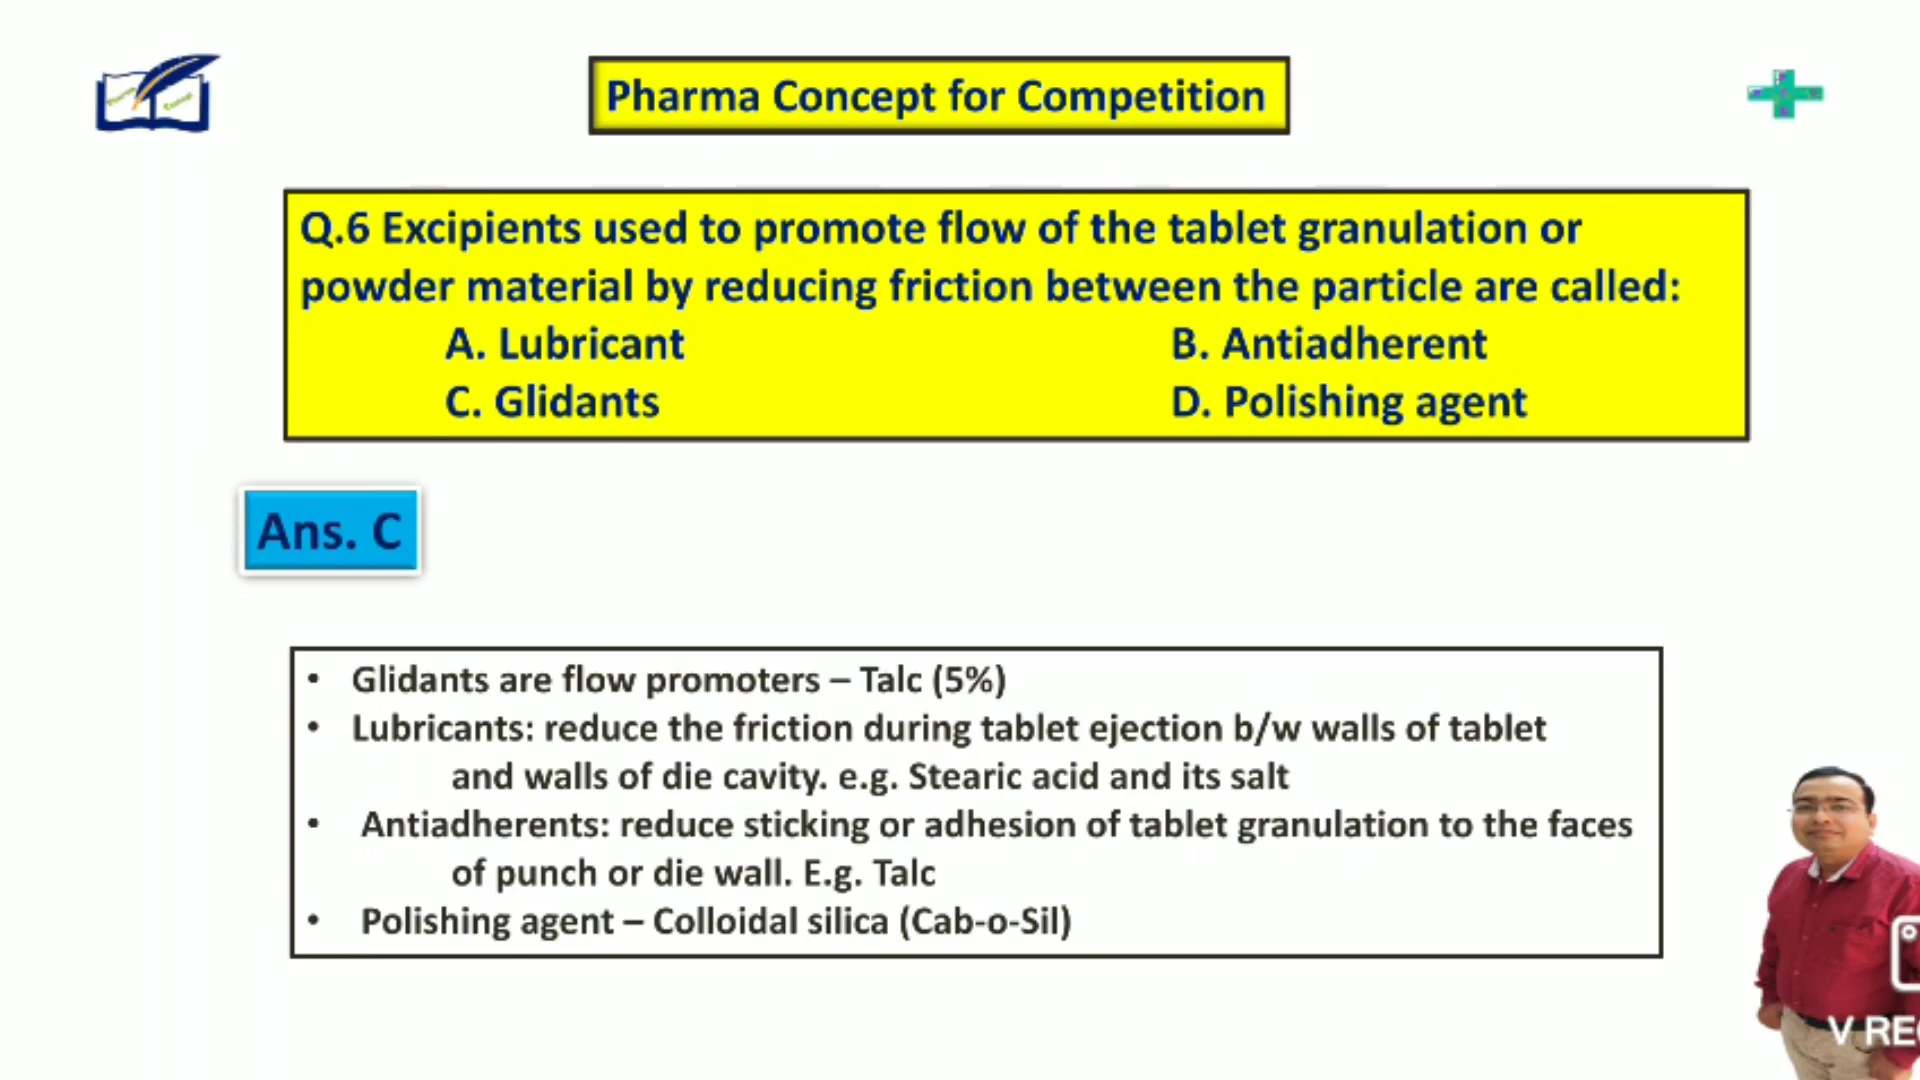 Pharma Concept for Competition
Q.6 Excipients used to promote flow of the tablet granulation or
powder material by reducing friction between the particle are called:
A. Lubricant B. Antiadherent
C. Glidants D. Polishing agent
Ans. C
• Glidants are flow promoters – Talc (5%)
• Lubricants: reduce the friction during tablet ejection b/w walls of tablet
and walls of die cavity. e.g. Stearic acid and its salt
• Antiadherents: reduce sticking or adhesion of tablet granulation to the faces
of punch or die wall. E.g. Talc
• Polishing agent – Colloidal silica (Cab-o-Sil)
V RE